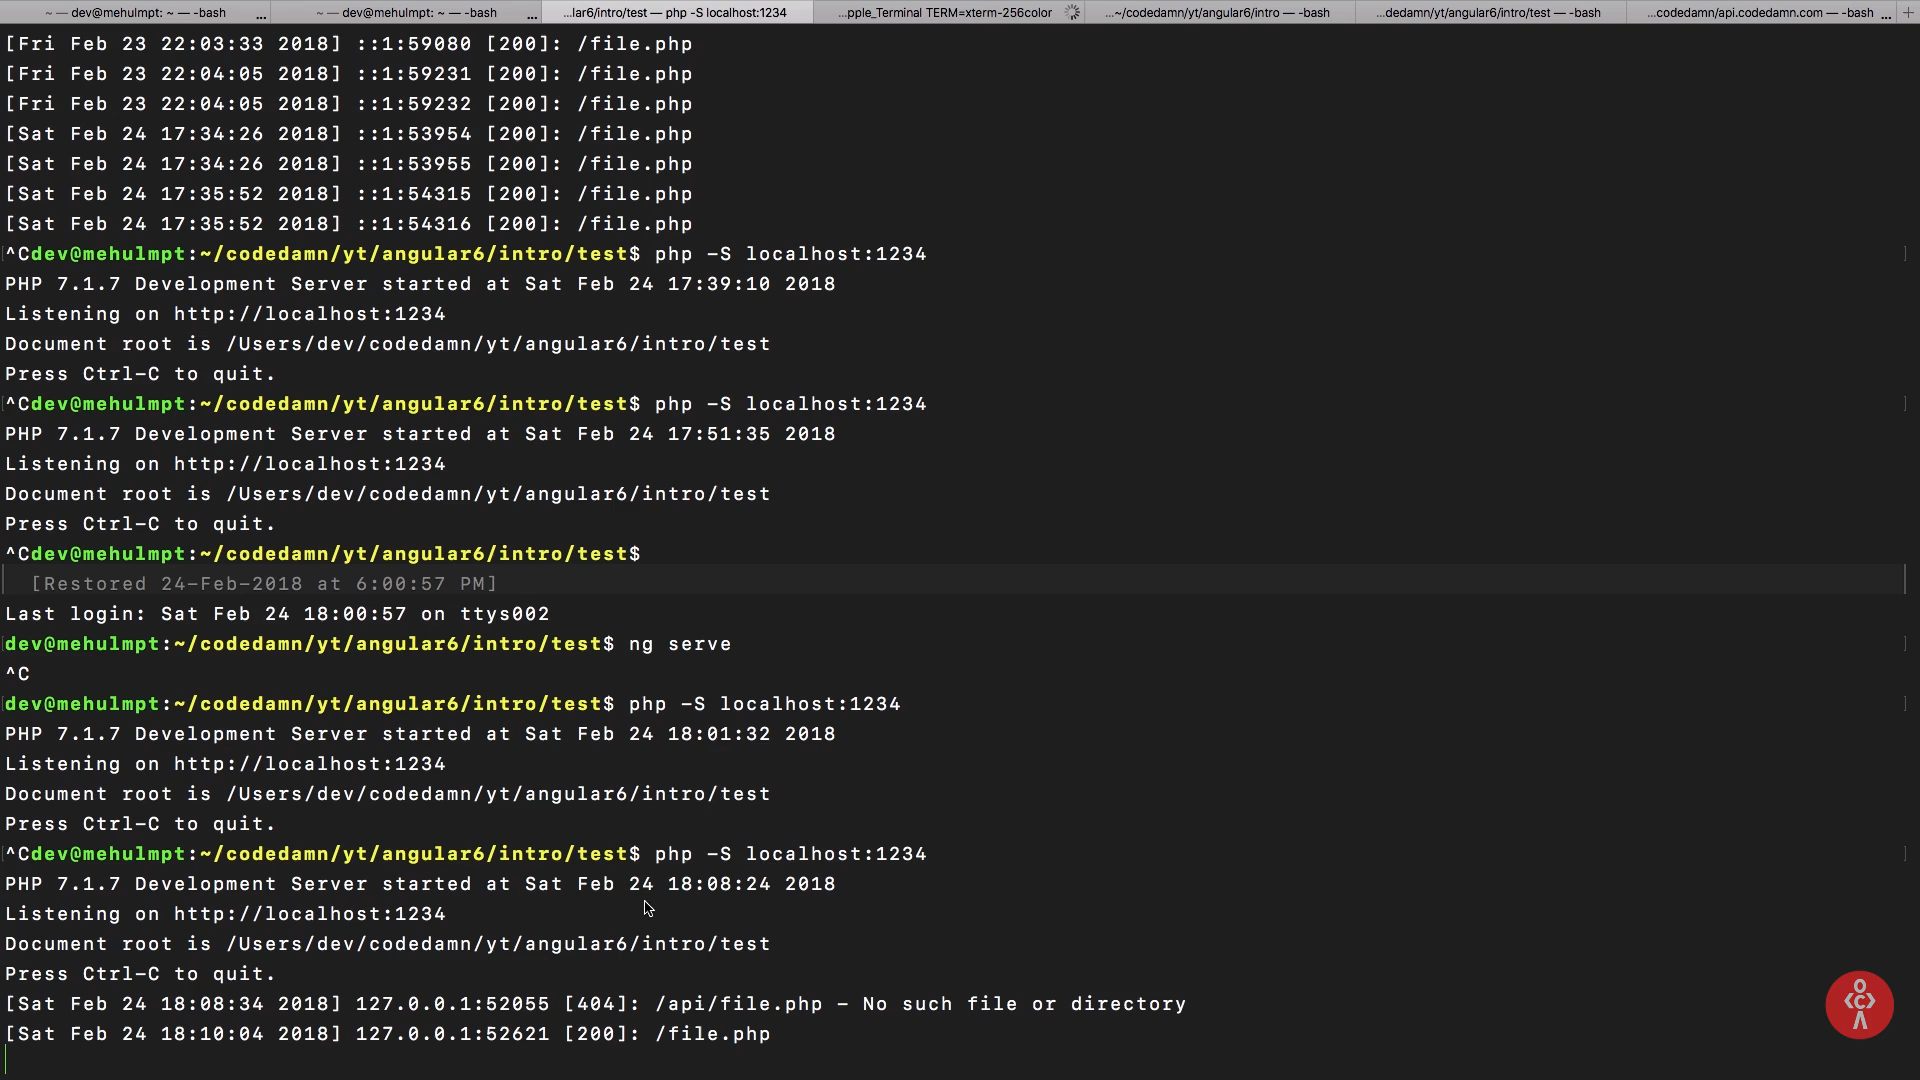 ~ — dev@mehulmpt: ~ — -bash ... ~ — dev@mehulmpt: ~ — -bash ... ...lar6/intro/test — php -S localhost:1234 ...pple_Terminal TERM=xterm-256color ...~/codedamn/yt/angular6/intro — -bash ...dedamn/yt/angular6/intro/test — -bash ...codedamn/api.codedamn.com — -bash ... +
[Fri Feb 23 22:03:33 2018] ::1:59080 [200]: /file.php
[Fri Feb 23 22:04:05 2018] ::1:59231 [200]: /file.php
[Fri Feb 23 22:04:05 2018] ::1:59232 [200]: /file.php
[Sat Feb 24 17:34:26 2018] ::1:53954 [200]: /file.php
[Sat Feb 24 17:34:26 2018] ::1:53955 [200]: /file.php
[Sat Feb 24 17:35:52 2018] ::1:54315 [200]: /file.php
[Sat Feb 24 17:35:52 2018] ::1:54316 [200]: /file.php
^Cdev@mehulmpt:~/codedamn/yt/angular6/intro/test$ php -S localhost:1234
PHP 7.1.7 Development Server started at Sat Feb 24 17:39:10 2018
Listening on http://localhost:1234
Document root is /Users/dev/codedamn/yt/angular6/intro/test
Press Ctrl-C to quit.
^Cdev@mehulmpt:~/codedamn/yt/angular6/intro/test$ php -S localhost:1234
PHP 7.1.7 Development Server started at Sat Feb 24 17:51:35 2018
Listening on http://localhost:1234
Document root is /Users/dev/codedamn/yt/angular6/intro/test
Press Ctrl-C to quit.
^Cdev@mehulmpt:~/codedamn/yt/angular6/intro/test$
[Restored 24-Feb-2018 at 6:00:57 PM]
Last login: Sat Feb 24 18:00:57 on ttys002
dev@mehulmpt:~/codedamn/yt/angular6/intro/test$ ng serve
^C
dev@mehulmpt:~/codedamn/yt/angular6/intro/test$ php -S localhost:1234
PHP 7.1.7 Development Server started at Sat Feb 24 18:01:32 2018
Listening on http://localhost:1234
Document root is /Users/dev/codedamn/yt/angular6/intro/test
Press Ctrl-C to quit.
^Cdev@mehulmpt:~/codedamn/yt/angular6/intro/test$ php -S localhost:1234
PHP 7.1.7 Development Server started at Sat Feb 24 18:08:24 2018
Listening on http://localhost:1234
Document root is /Users/dev/codedamn/yt/angular6/intro/test
Press Ctrl-C to quit.
[Sat Feb 24 18:08:34 2018] 127.0.0.1:52055 [404]: /api/file.php - No such file or directory
[Sat Feb 24 18:10:04 2018] 127.0.0.1:52621 [200]: /file.php